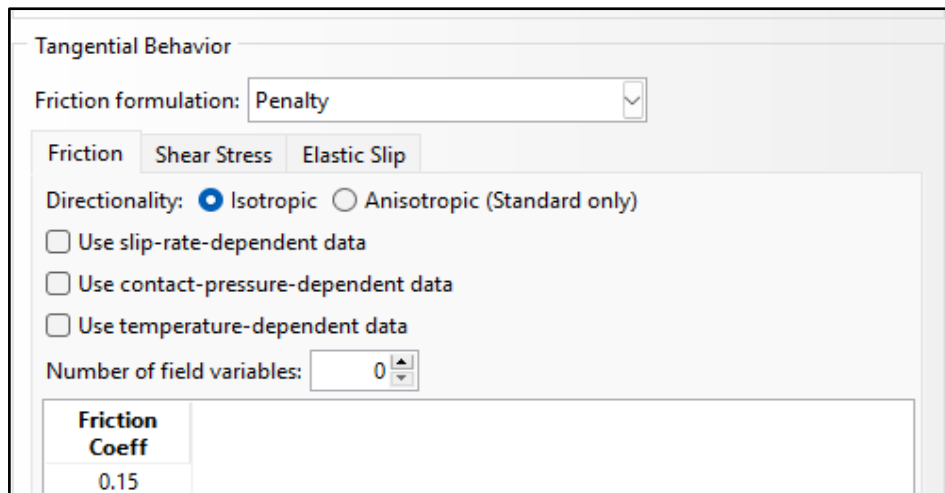 Tangential Behavior
Friction formulation: Penalty
Friction Shear Stress Elastic Slip
Directionality: Isotropic Anisotropic (Standard only)
Use slip-rate-dependent data
Use contact-pressure-dependent data
Use temperature-dependent data
Number of field variables: 0
Friction
Coeff
0.15